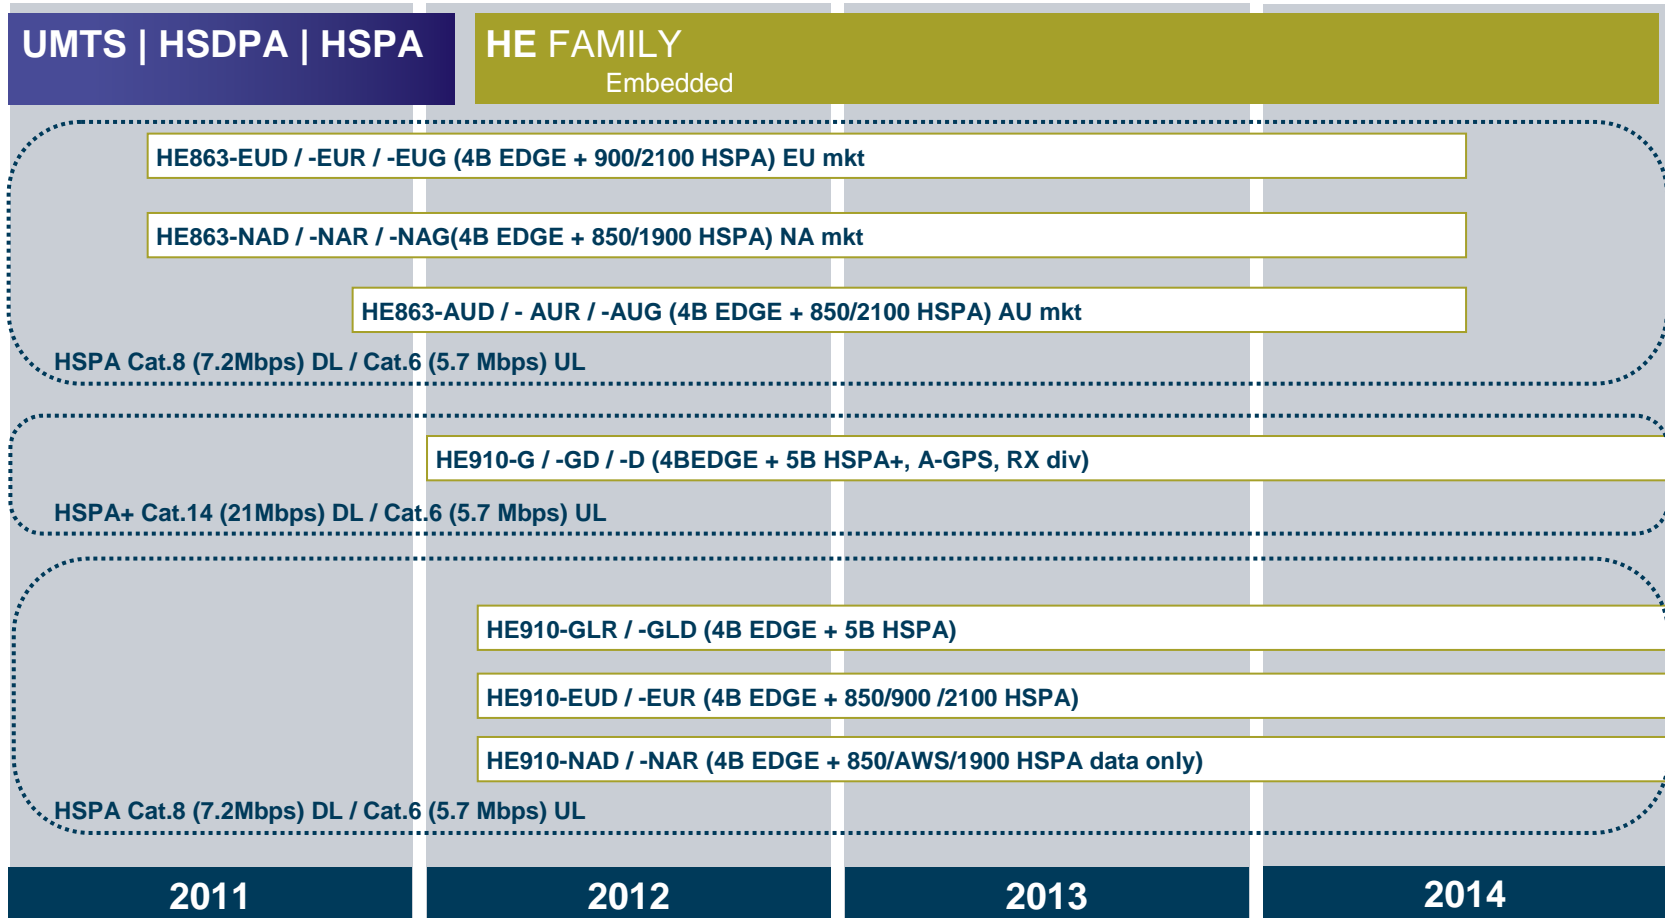 UMTS | HSDPA | HSPA
HE FAMILY
Embedded
HE863-EUD / -EUR / -EUG (4B EDGE + 900/2100 HSPA) EU mkt
HE863-NAD / -NAR / -NAG(4B EDGE + 850/1900 HSPA) NA mkt
HE863-AUD / - AUR / -AUG (4B EDGE + 850/2100 HSPA) AU mkt
HSPA Cat.8 (7.2Mbps) DL / Cat.6 (5.7 Mbps) UL
HE910-G / -GD / -D (4BEDGE + 5B HSPA+, A-GPS, RX div)
HSPA+ Cat.14 (21Mbps) DL / Cat.6 (5.7 Mbps) UL
HE910-GLR / -GLD (4B EDGE + 5B HSPA)
HE910-EUD / -EUR (4B EDGE + 850/900 /2100 HSPA)
HE910-NAD / -NAR (4B EDGE + 850/AWS/1900 HSPA data only)
HSPA Cat.8 (7.2Mbps) DL / Cat.6 (5.7 Mbps) UL
2011 2012 2013 2014